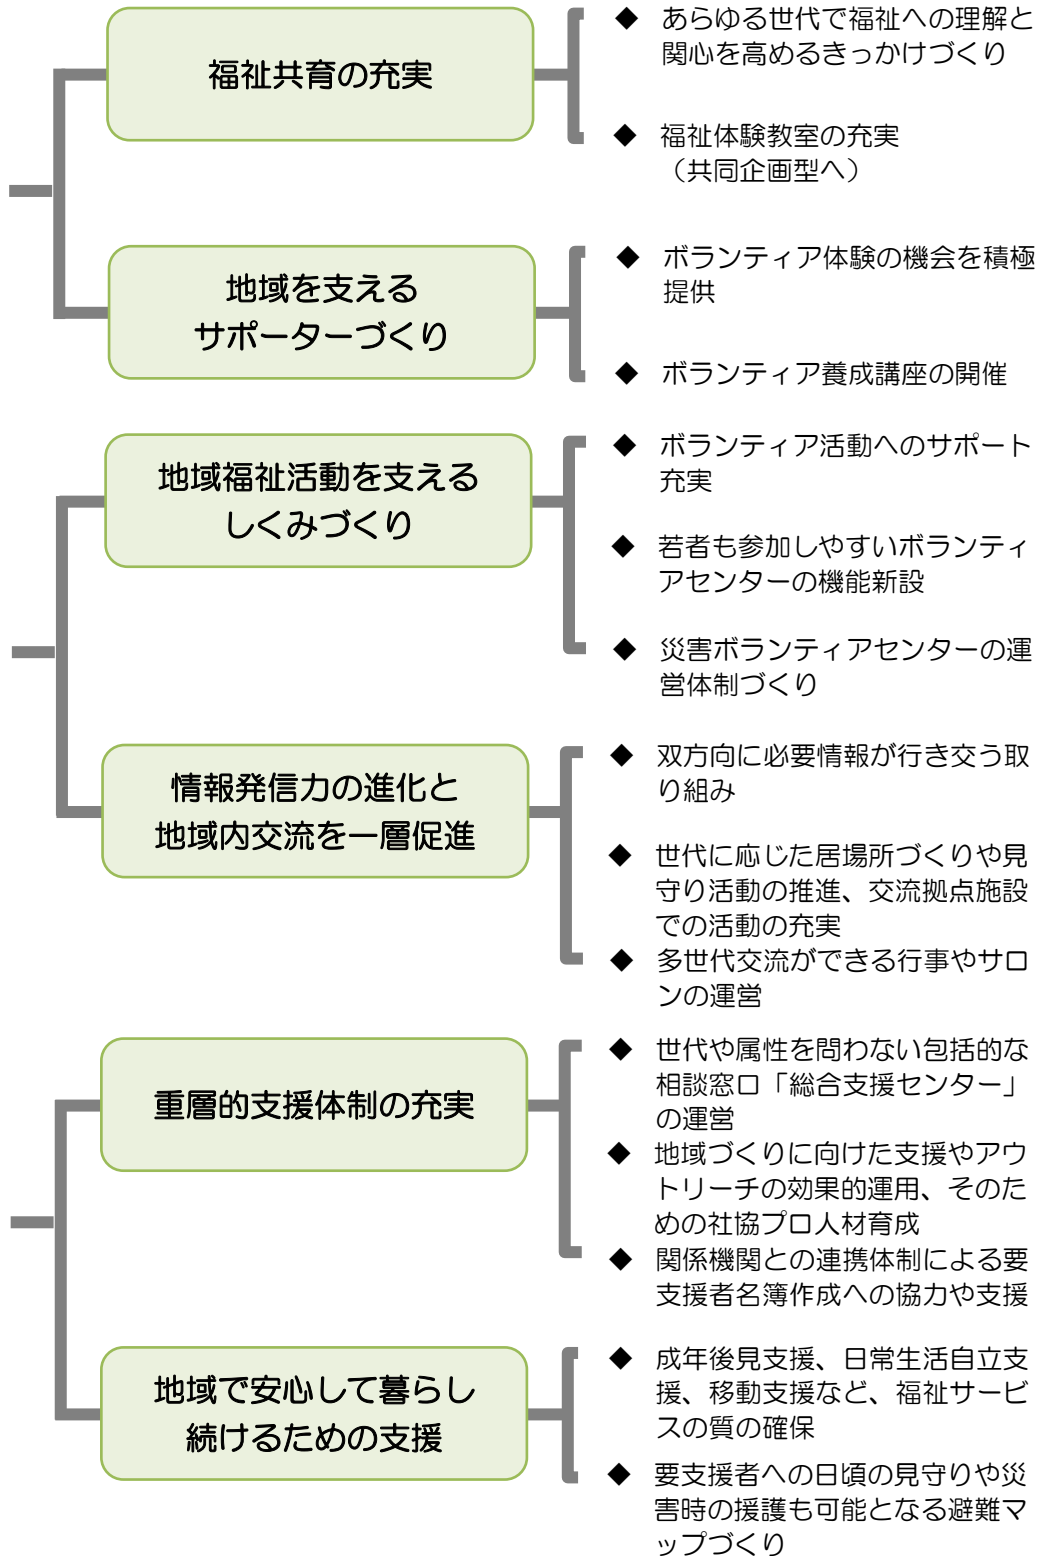 福祉共育の充実
◆ あらゆる世代で福祉への理解と
関心を高めるきっかけづくり
◆ 福祉体験教室の充実
（共同企画型へ）
地域を支える
サポーターづくり
◆ ボランティア体験の機会を積極
提供
◆ ボランティア養成講座の開催
地域福祉活動を支える
しくみづくり
◆ ボランティア活動へのサポート
充実
◆ 若者も参加しやすいボランティ
アセンターの機能新設
◆ 災害ボランティアセンターの運
営体制づくり
情報発信力の進化と
地域内交流を一層促進
◆ 双方向に必要情報が行き交う取
り組み
◆ 世代に応じた居場所づくりや見
守り活動の推進、交流拠点施設
での活動の充実
◆ 多世代交流ができる行事やサロ
ンの運営
重層的支援体制の充実
◆ 世代や属性を問わない包括的な
相談窓口「総合支援センター」
の運営
◆ 地域づくりに向けた支援やアウ
トリーチの効果的運用、そのた
めの社協プロ人材育成
◆ 関係機関との連携体制による要
支援者名簿作成への協力や支援
地域で安心して暮らし
続けるための支援
◆ 成年後見支援、日常生活自立支
援、移動支援など、福祉サービ
スの質の確保
◆ 要支援者への日頃の見守りや災
害時の援護も可能となる避難マ
ップづくり